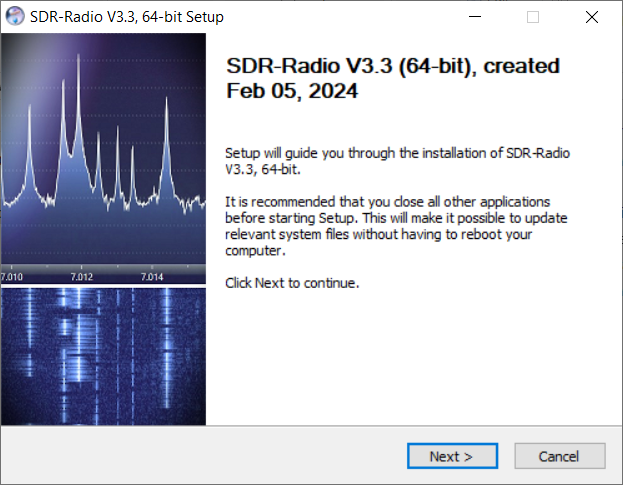 SDR-Radio V3.3, 64-bit Setup
SDR-Radio V3.3 (64-bit), created
Feb 05, 2024
Setup will guide you through the installation of SDR-Radio
V3.3, 64-bit.
It is recommended that you close all other applications
before starting Setup. This will make it possible to update
relevant system files without having to reboot your
computer.
Click Next to continue.
7.010 7.012 7.014
Next > Cancel